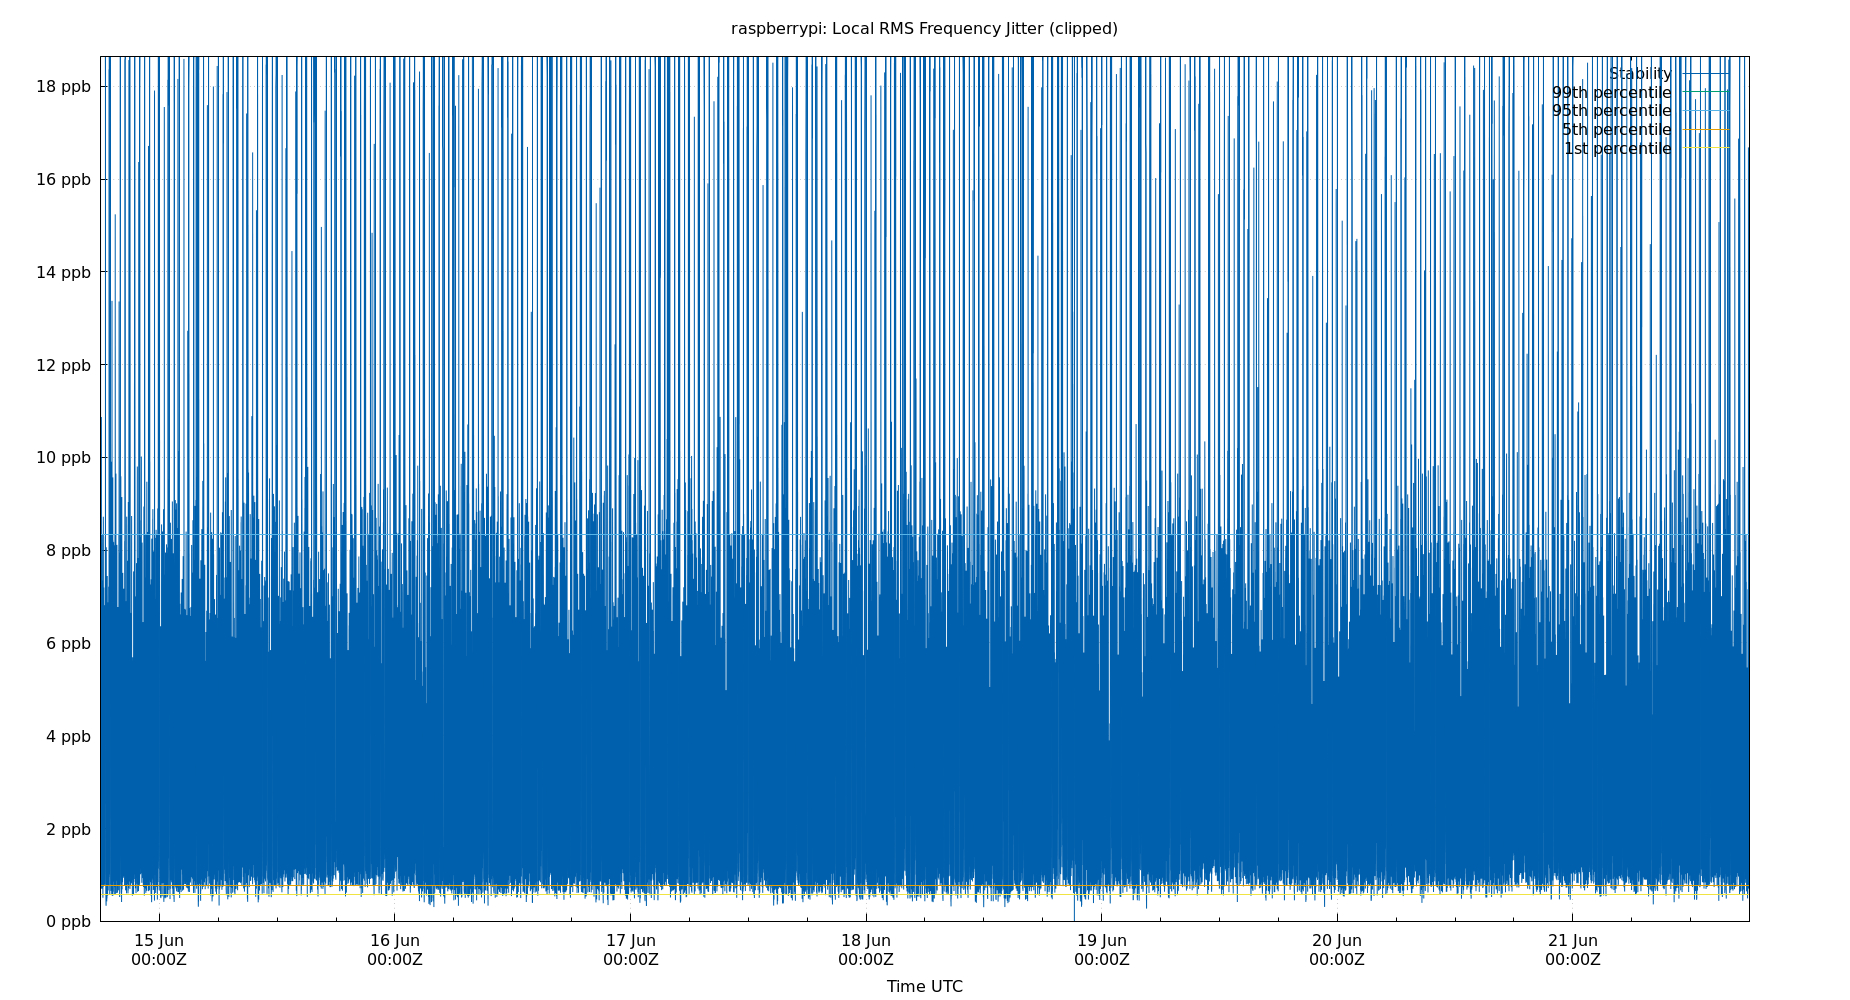 raspberrypi: Local RMS Frequency Jitter (clipped)
18 ppb
16 ppb
14 ppb
12 ppb
10 ppb
8 ppb
6 ppb
4 ppb
2 ppb
0 ppb
Stability
99th percentile
95th percentile
5th percentile
1st percentile
15 Jun 16 Jun 17 Jun 18 Jun 19 Jun 20 Jun 21 Jun
00:00Z 00:00Z 00:00Z 00:00Z 00:00Z 00:00Z 00:00Z
Time UTC